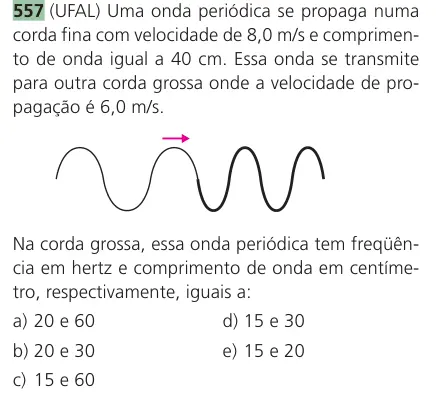 557 (UFAL) Uma onda periódica se propaga numa
corda fina com velocidade de 8,0 m/s e comprimen-
to de onda igual a 40 cm. Essa onda se transmite
para outra corda grossa onde a velocidade de pro-
pagação é 6,0 m/s.
Na corda grossa, essa onda periódica tem freqüên-
cia em hertz e comprimento de onda em centíme-
tro, respectivamente, iguais a:
a) 20 e 60
b) 20 e 30
c) 15 e 60
d) 15 e 30
e) 15 e 20